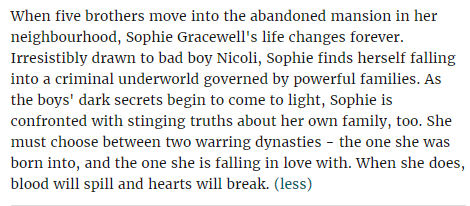 When five brothers move into the abandoned mansion in her
neighbourhood, Sophie Gracewell's life changes forever.
Irresistibly drawn to bad boy Nicoli, Sophie finds herself falling
into a criminal underworld governed by powerful families. As
the boys' dark secrets begin to come to light, Sophie is
confronted with stinging truths about her own family, too. She
must choose between two warring dynasties - the one she was
born into, and the one she is falling in love with. When she does,
blood will spill and hearts will break. (less)